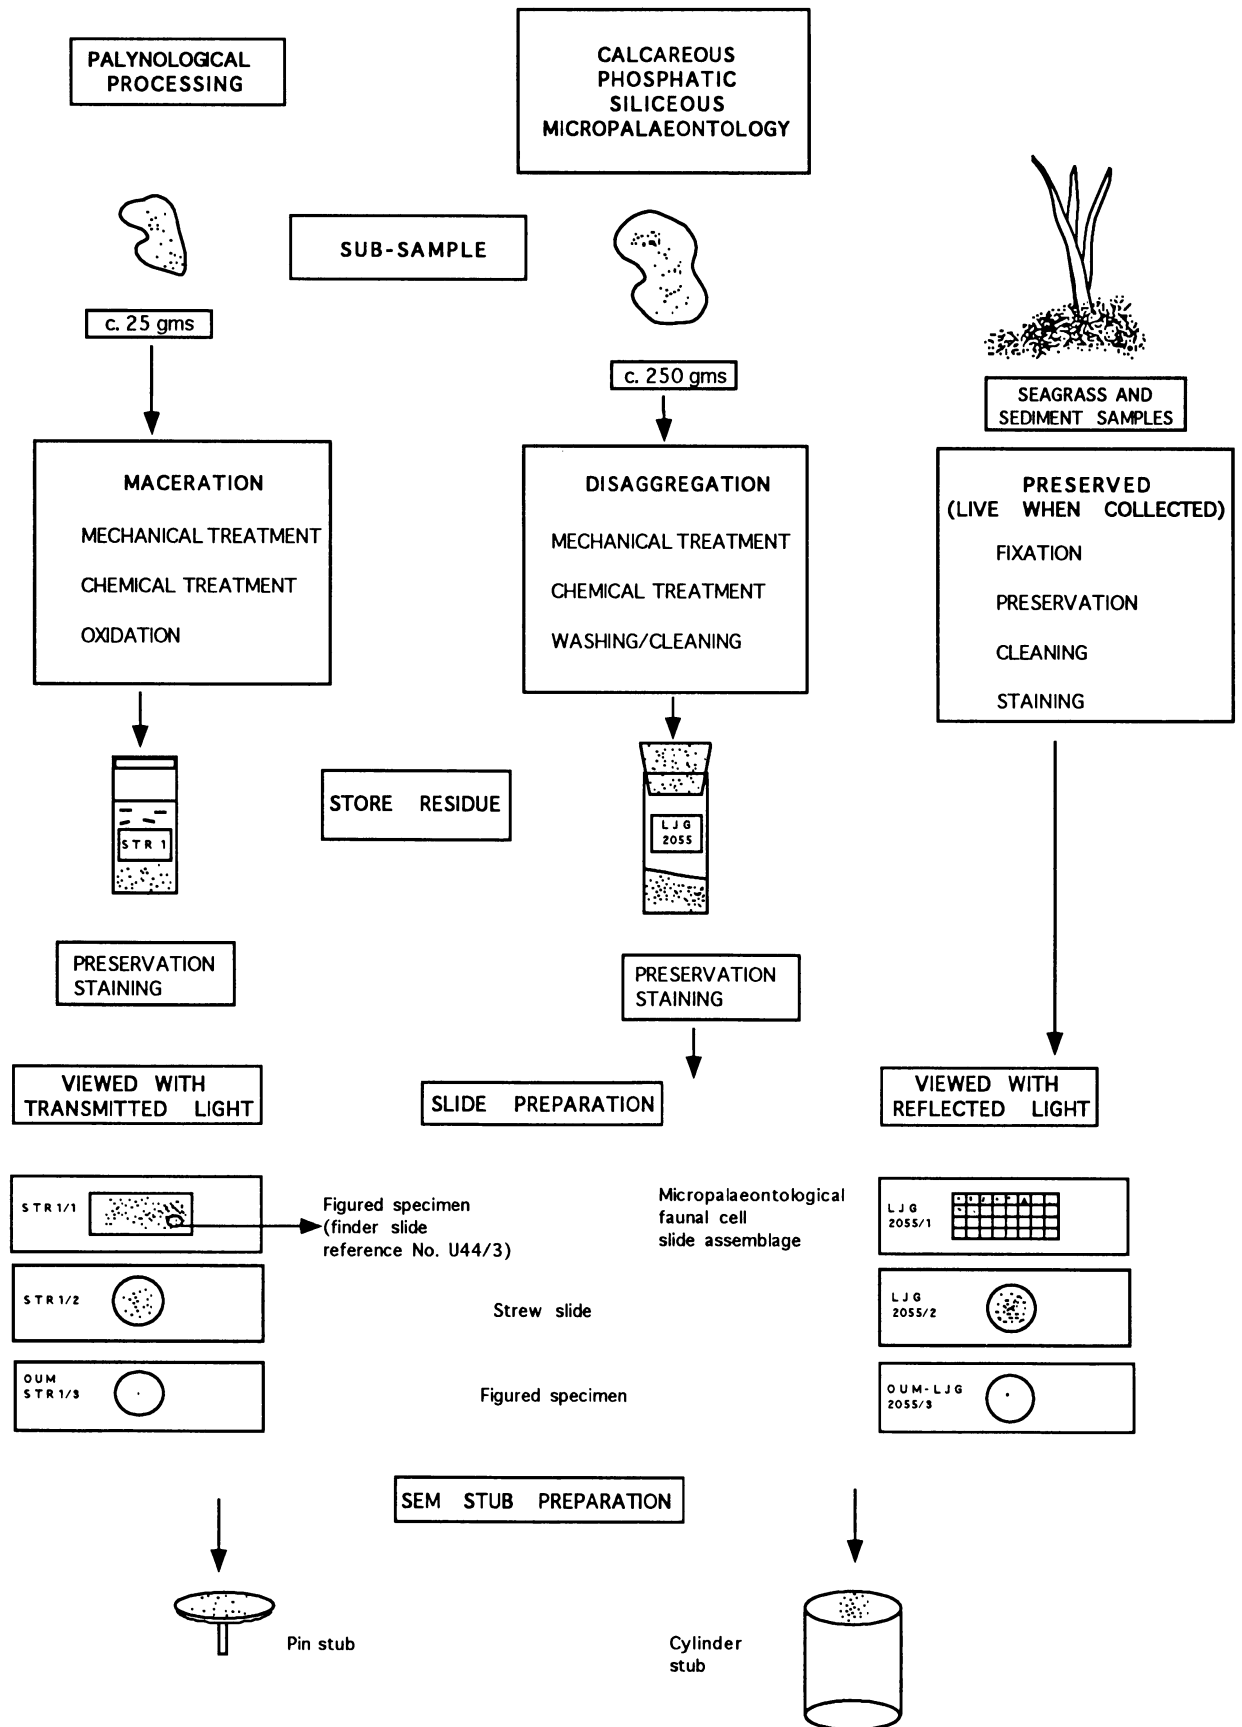 PALYNOLOGICAL
PROCESSING
CALCAREOUS
PHOSPHATIC
SILICEOUS
MICROPALAEONTOLOGY
SUB-SAMPLE
c. 25 gms
c. 250 gms
SEAGRASS AND
SEDIMENT SAMPLES
MACERATION
MECHANICAL TREATMENT
CHEMICAL TREATMENT
OXIDATION
DISAGGREGATION
MECHANICAL TREATMENT
CHEMICAL TREATMENT
WASHING/CLEANING
PRESERVED
(LIVE WHEN COLLECTED)
FIXATION
PRESERVATION
CLEANING
STAINING
STR 1
STORE RESIDUE
LJG
2055
PRESERVATION
STAINING
PRESERVATION
STAINING
VIEWED WITH
TRANSMITTED LIGHT
SLIDE PREPARATION
VIEWED WITH
REFLECTED LIGHT
STR1/1
Figured specimen
(finder slide
reference No. U44/3)
Micropalaeontological
faunal cell
slide assemblage
LJG
2055/1
STR1/2
Strew slide
LJG
2055/2
OUM
STR1/3
Figured specimen
OUM-LJG
2055/3
SEM STUB PREPARATION
Pin stub
Cylinder
stub